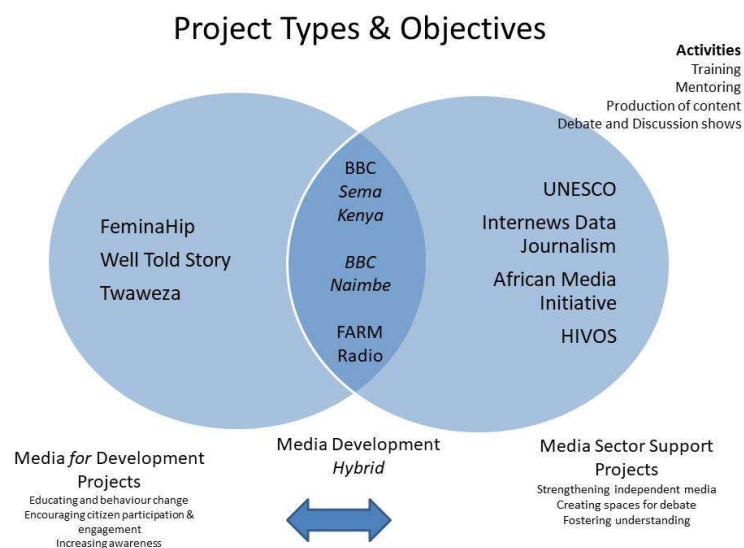 Project Types & Objectives
Activities
Training
Mentoring
Production of content
Debate and Discussion shows
FeminaHip
Well Told Story
Twaweza
BBC
Sema
Kenya
BBC
Naimbe
FARM
Radio
UNESCO
Internews Data
Journalism
African Media
Initiative
HIVOS
Media for Development
Projects
Educating and behaviour change
Encouraging citizen participation &
engagement
Increasing awareness
Media Development
Hybrid
Media Sector Support
Projects
Strengthening independent media
Creating spaces for debate
Fostering understanding